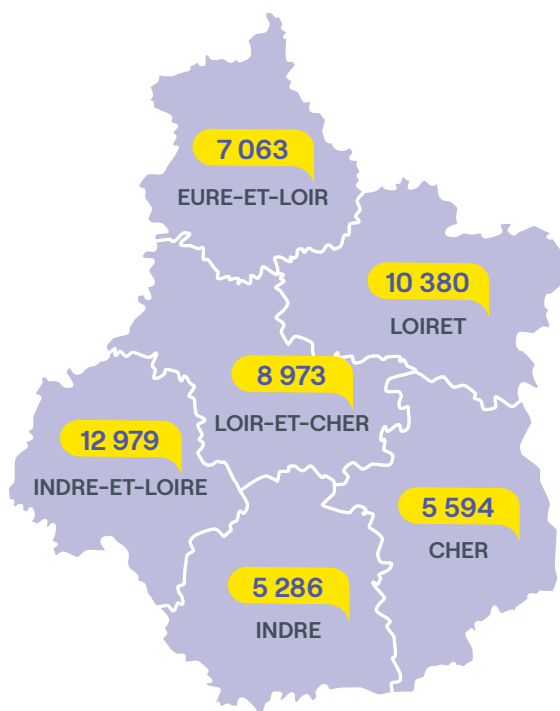 7 063
EURE-ET-LOIR
10 380
LOIRET
8 973
LOIR-ET-CHER
12 979
INDRE-ET-LOIRE
5 594
CHER
5 286
INDRE